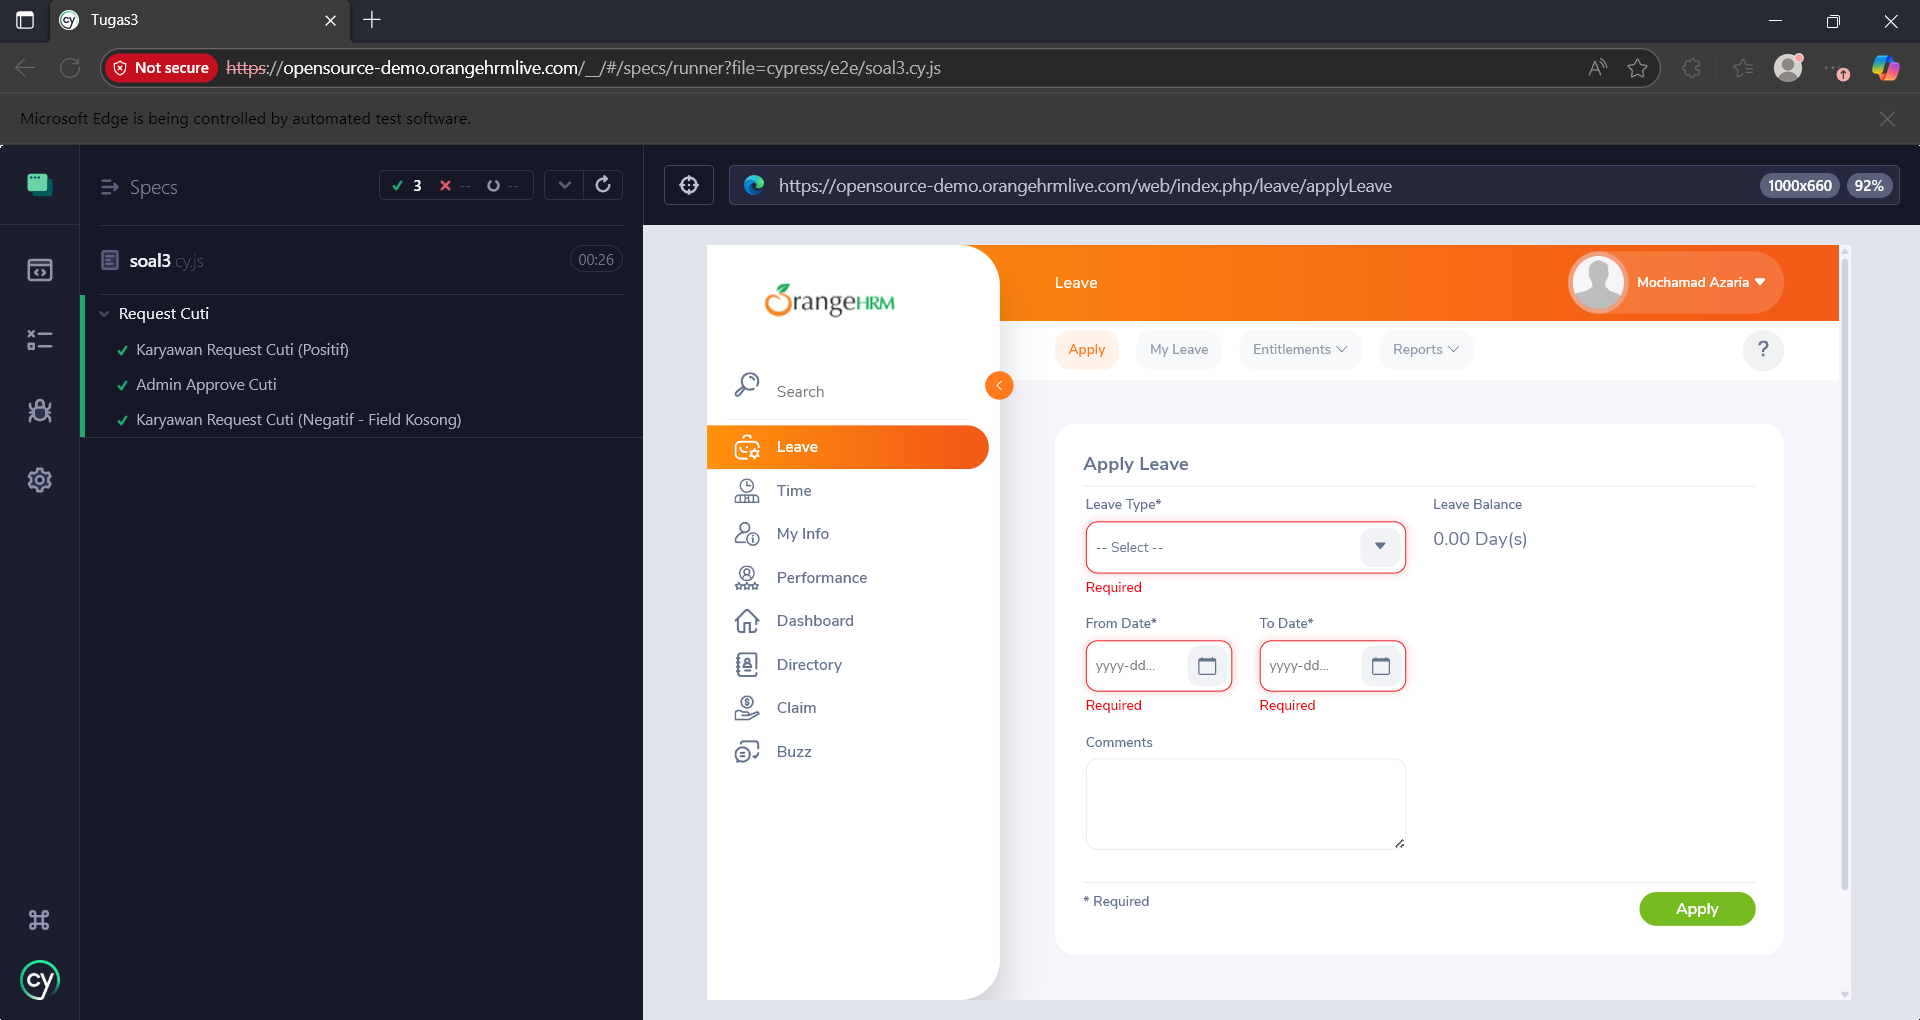 Tugas3
Not secure https://opensource-demo.orangehrmlive.com/__/#/specs/runner?file=cypress/e2e/soal3.cy.js
Microsoft Edge is being controlled by automated test software.
Specs
3 -- --
https://opensource-demo.orangehrmlive.com/web/index.php/leave/applyLeave
1000x660 92%
soal3.cy.js
00:26
Request Cuti
Karyawan Request Cuti (Positif)
Admin Approve Cuti
Karyawan Request Cuti (Negatif - Field Kosong)
cy
OrangeHRM
Search
Leave
Time
My Info
Performance
Dashboard
Directory
Claim
Buzz
Leave
Mochamad Azaria
Apply My Leave Entitlements Reports ?
Apply Leave
Leave Type*
-- Select --
Required
Leave Balance
0.00 Day(s)
From Date* To Date*
yyyy-dd... yyyy-dd...
Required Required
Comments
* Required
Apply